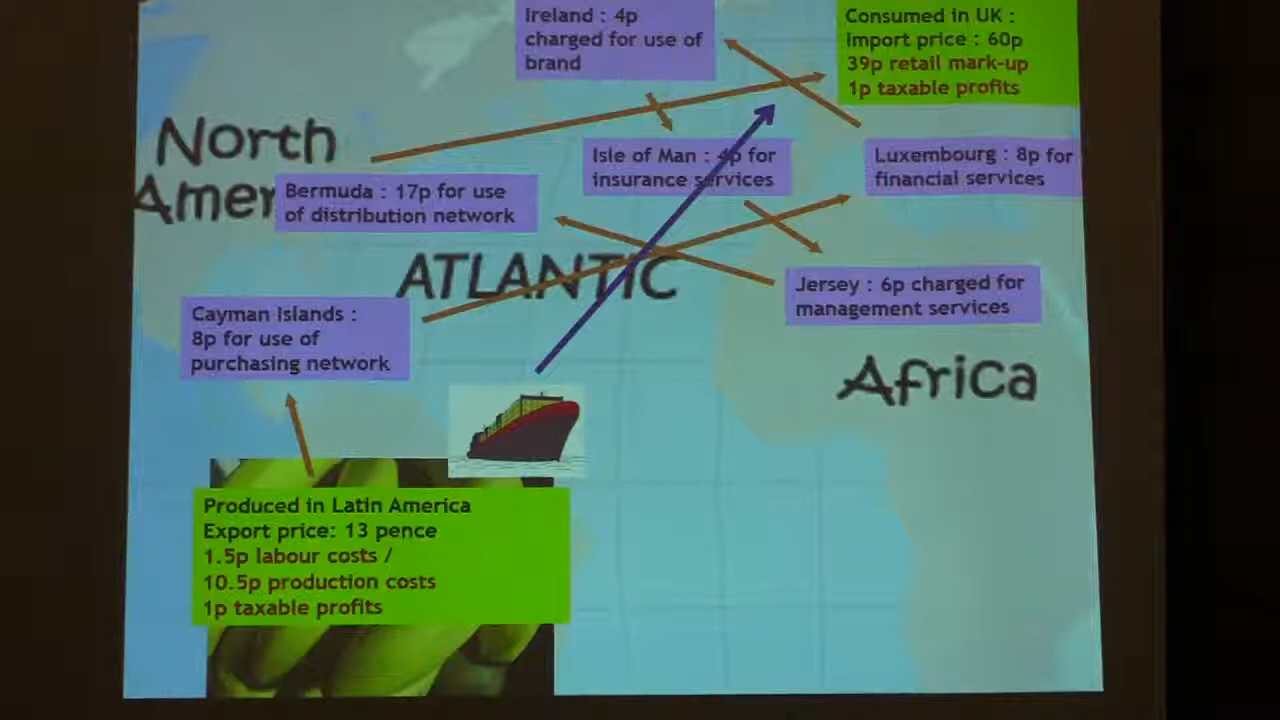 Ireland : 4p
charged for use of
brand
Consumed in UK :
Import price : 60p
39p retail mark-up
1p taxable profits
North
Amer
Isle of Man : 4p for
insurance services
Luxembourg : 8p for
financial services
Bermuda : 17p for use
of distribution network
ATLANTIC
Jersey : 6p charged for
management services
Cayman Islands :
8p for use of
purchasing network
Africa
Produced in Latin America
Export price: 13 pence
1.5p labour costs /
10.5p production costs
1p taxable profits